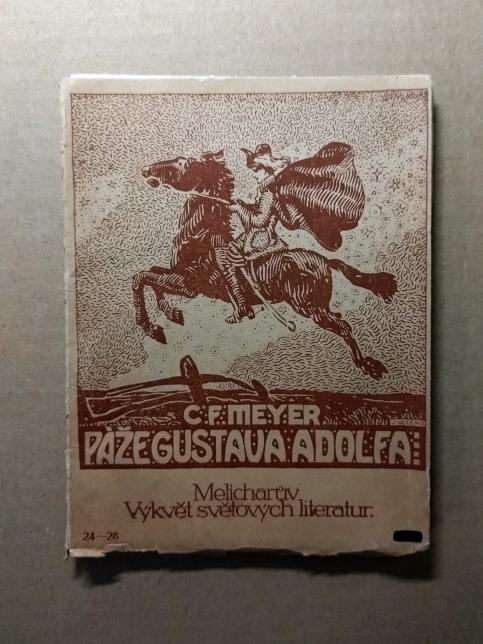 C.F. MEYER
PÁŽE GUSTAVA ADOLFA
Melicharův
Výkvět světových literatur.
24—26